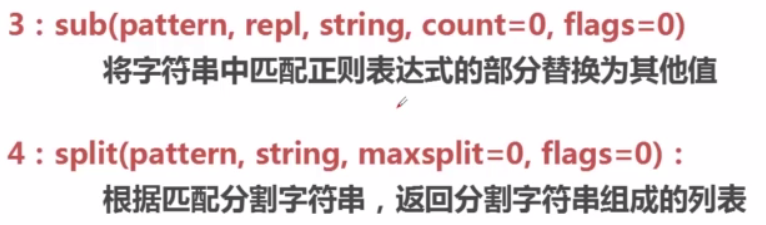 3：sub(pattern, repl, string, count=0, flags=0)
将字符串中匹配正则表达式的部分替换为其他值
4：split(pattern, string, maxsplit=0, flags=0)：
根据匹配分割字符串，返回分割字符串组成的列表